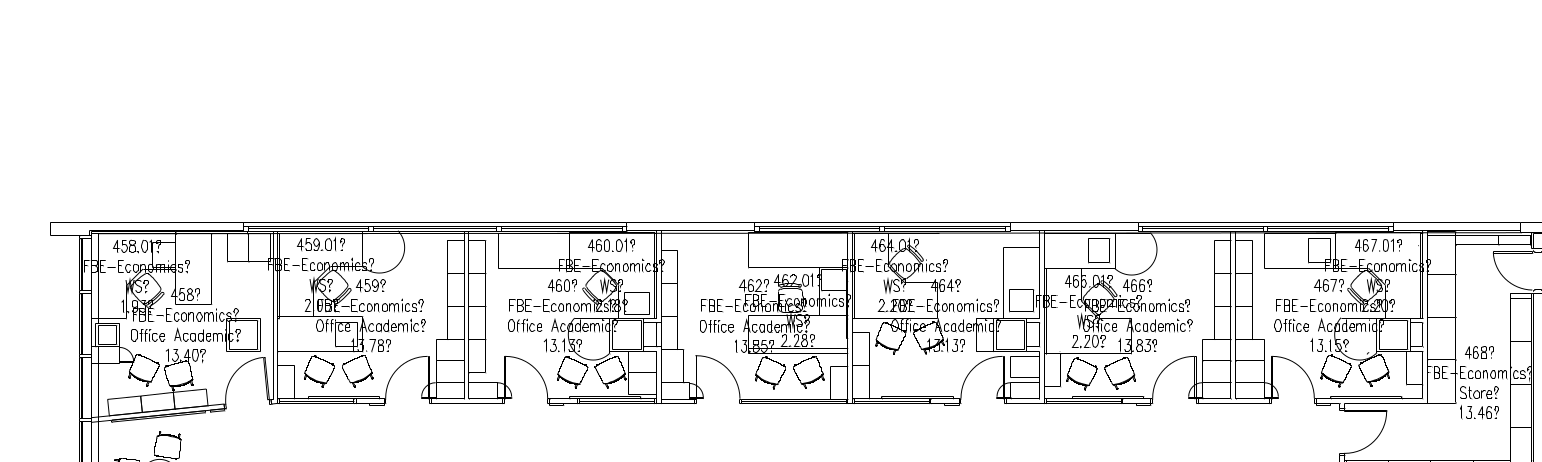 458.01?
FBE-Economics?
WS?
1.93?
458?
FBE-Economics?
Office Academic?
13.40?
459.01?
FBE-Economics?
WS?
459?
FBE-Economics?
Office Academic?
13.78?
460.01?
FBE-Economics?
WS?
2.18?
460?
FBE-Economics?
Office Academic?
13.13?
462.01?
FBE-Economics?
WS?
2.28?
462?
FBE-Economics?
Office Academic?
13.85?
464.01?
FBE-Economics?
WS?
2.20?
464?
FBE-Economics?
Office Academic?
13.13?
465.01?
FBE-Economics?
WS?
2.20?
466?
FBE-Economics?
Office Academic?
13.83?
467.01?
FBE-Economics?
WS?
2.20?
467?
FBE-Economics?
Office Academic?
13.15?
468?
FBE-Economics?
Store?
13.46?